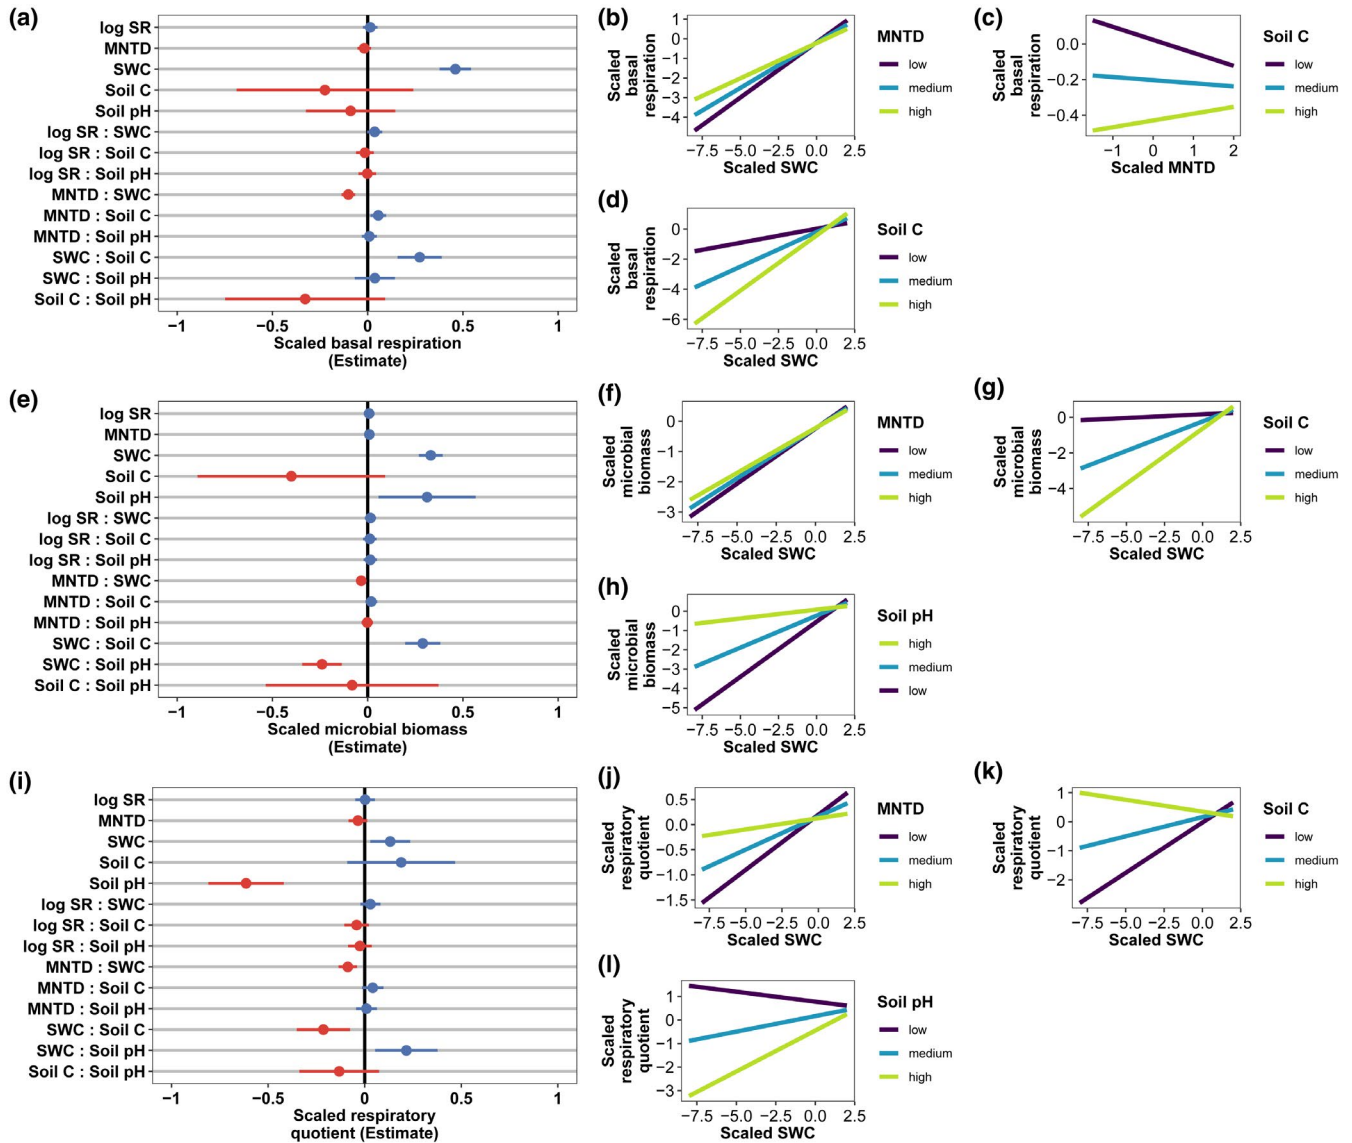 (a)
log SR
MNTD
SWC
Soil C
Soil pH
log SR : SWC
log SR : Soil C
log SR : Soil pH
MNTD : SWC
MNTD : Soil C
MNTD : Soil pH
SWC : Soil C
SWC : Soil pH
Soil C : Soil pH
−1 −0.5 0 0.5 1
Scaled basal respiration
(Estimate)
(b)
Scaled
basal
respiration
1
0
−1
−2
−3
−4
−7.5 −5.0 −2.5 0.0 2.5
Scaled SWC
MNTD
low
medium
high
(c)
Scaled
basal
respiration
0.0
−0.2
−0.4
−1 0 1 2
Scaled MNTD
Soil C
low
medium
high
(d)
Scaled
basal
respiration
0
−2
−4
−6
−7.5 −5.0 −2.5 0.0 2.5
Scaled SWC
Soil C
low
medium
high
(e)
log SR
MNTD
SWC
Soil C
Soil pH
log SR : SWC
log SR : Soil C
log SR : Soil pH
MNTD : SWC
MNTD : Soil C
MNTD : Soil pH
SWC : Soil C
SWC : Soil pH
Soil C : Soil pH
−1 −0.5 0 0.5 1
Scaled microbial biomass
(Estimate)
(f)
Scaled
microbial
biomass
0
−1
−2
−3
−7.5 −5.0 −2.5 0.0 2.5
Scaled SWC
MNTD
low
medium
high
(g)
Scaled
microbial
biomass
0
−2
−4
−7.5 −5.0 −2.5 0.0 2.5
Scaled SWC
Soil C
low
medium
high
(h)
Scaled
microbial
biomass
0
−1
−2
−3
−4
−5
−7.5 −5.0 −2.5 0.0 2.5
Scaled SWC
Soil pH
high
medium
low
(i)
log SR
MNTD
SWC
Soil C
Soil pH
log SR : SWC
log SR : Soil C
log SR : Soil pH
MNTD : SWC
MNTD : Soil C
MNTD : Soil pH
SWC : Soil C
SWC : Soil pH
Soil C : Soil pH
−1 −0.5 0 0.5 1
Scaled respiratory
quotient (Estimate)
(j)
Scaled
respiratory
quotient
0.5
0.0
−0.5
−1.0
−1.5
−7.5 −5.0 −2.5 0.0 2.5
Scaled SWC
MNTD
low
medium
high
(k)
Scaled
respiratory
quotient
1
0
−1
−2
−7.5 −5.0 −2.5 0.0 2.5
Scaled SWC
Soil C
low
medium
high
(l)
Scaled
respiratory
quotient
1
0
−1
−2
−3
−7.5 −5.0 −2.5 0.0 2.5
Scaled SWC
Soil pH
low
medium
high